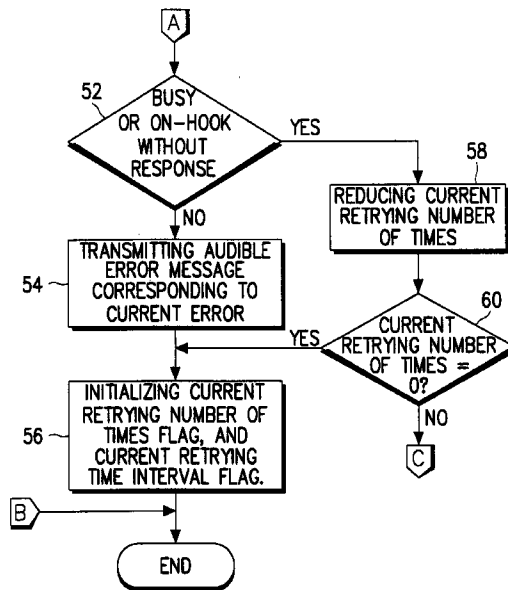 A
52
BUSY
OR ON-HOOK
WITHOUT
RESPONSE
YES
NO
58
REDUCING CURRENT
RETRYING NUMBER
OF TIMES
54
TRANSMITTING AUDIBLE
ERROR MESSAGE
CORRESPONDING TO
CURRENT ERROR
60
CURRENT
RETRYING NUMBER
OF TIMES =
0?
YES
NO
C
56
INITIALIZING CURRENT
RETRYING NUMBER OF
TIMES FLAG, AND
CURRENT RETRYING
TIME INTERVAL FLAG.
B
END